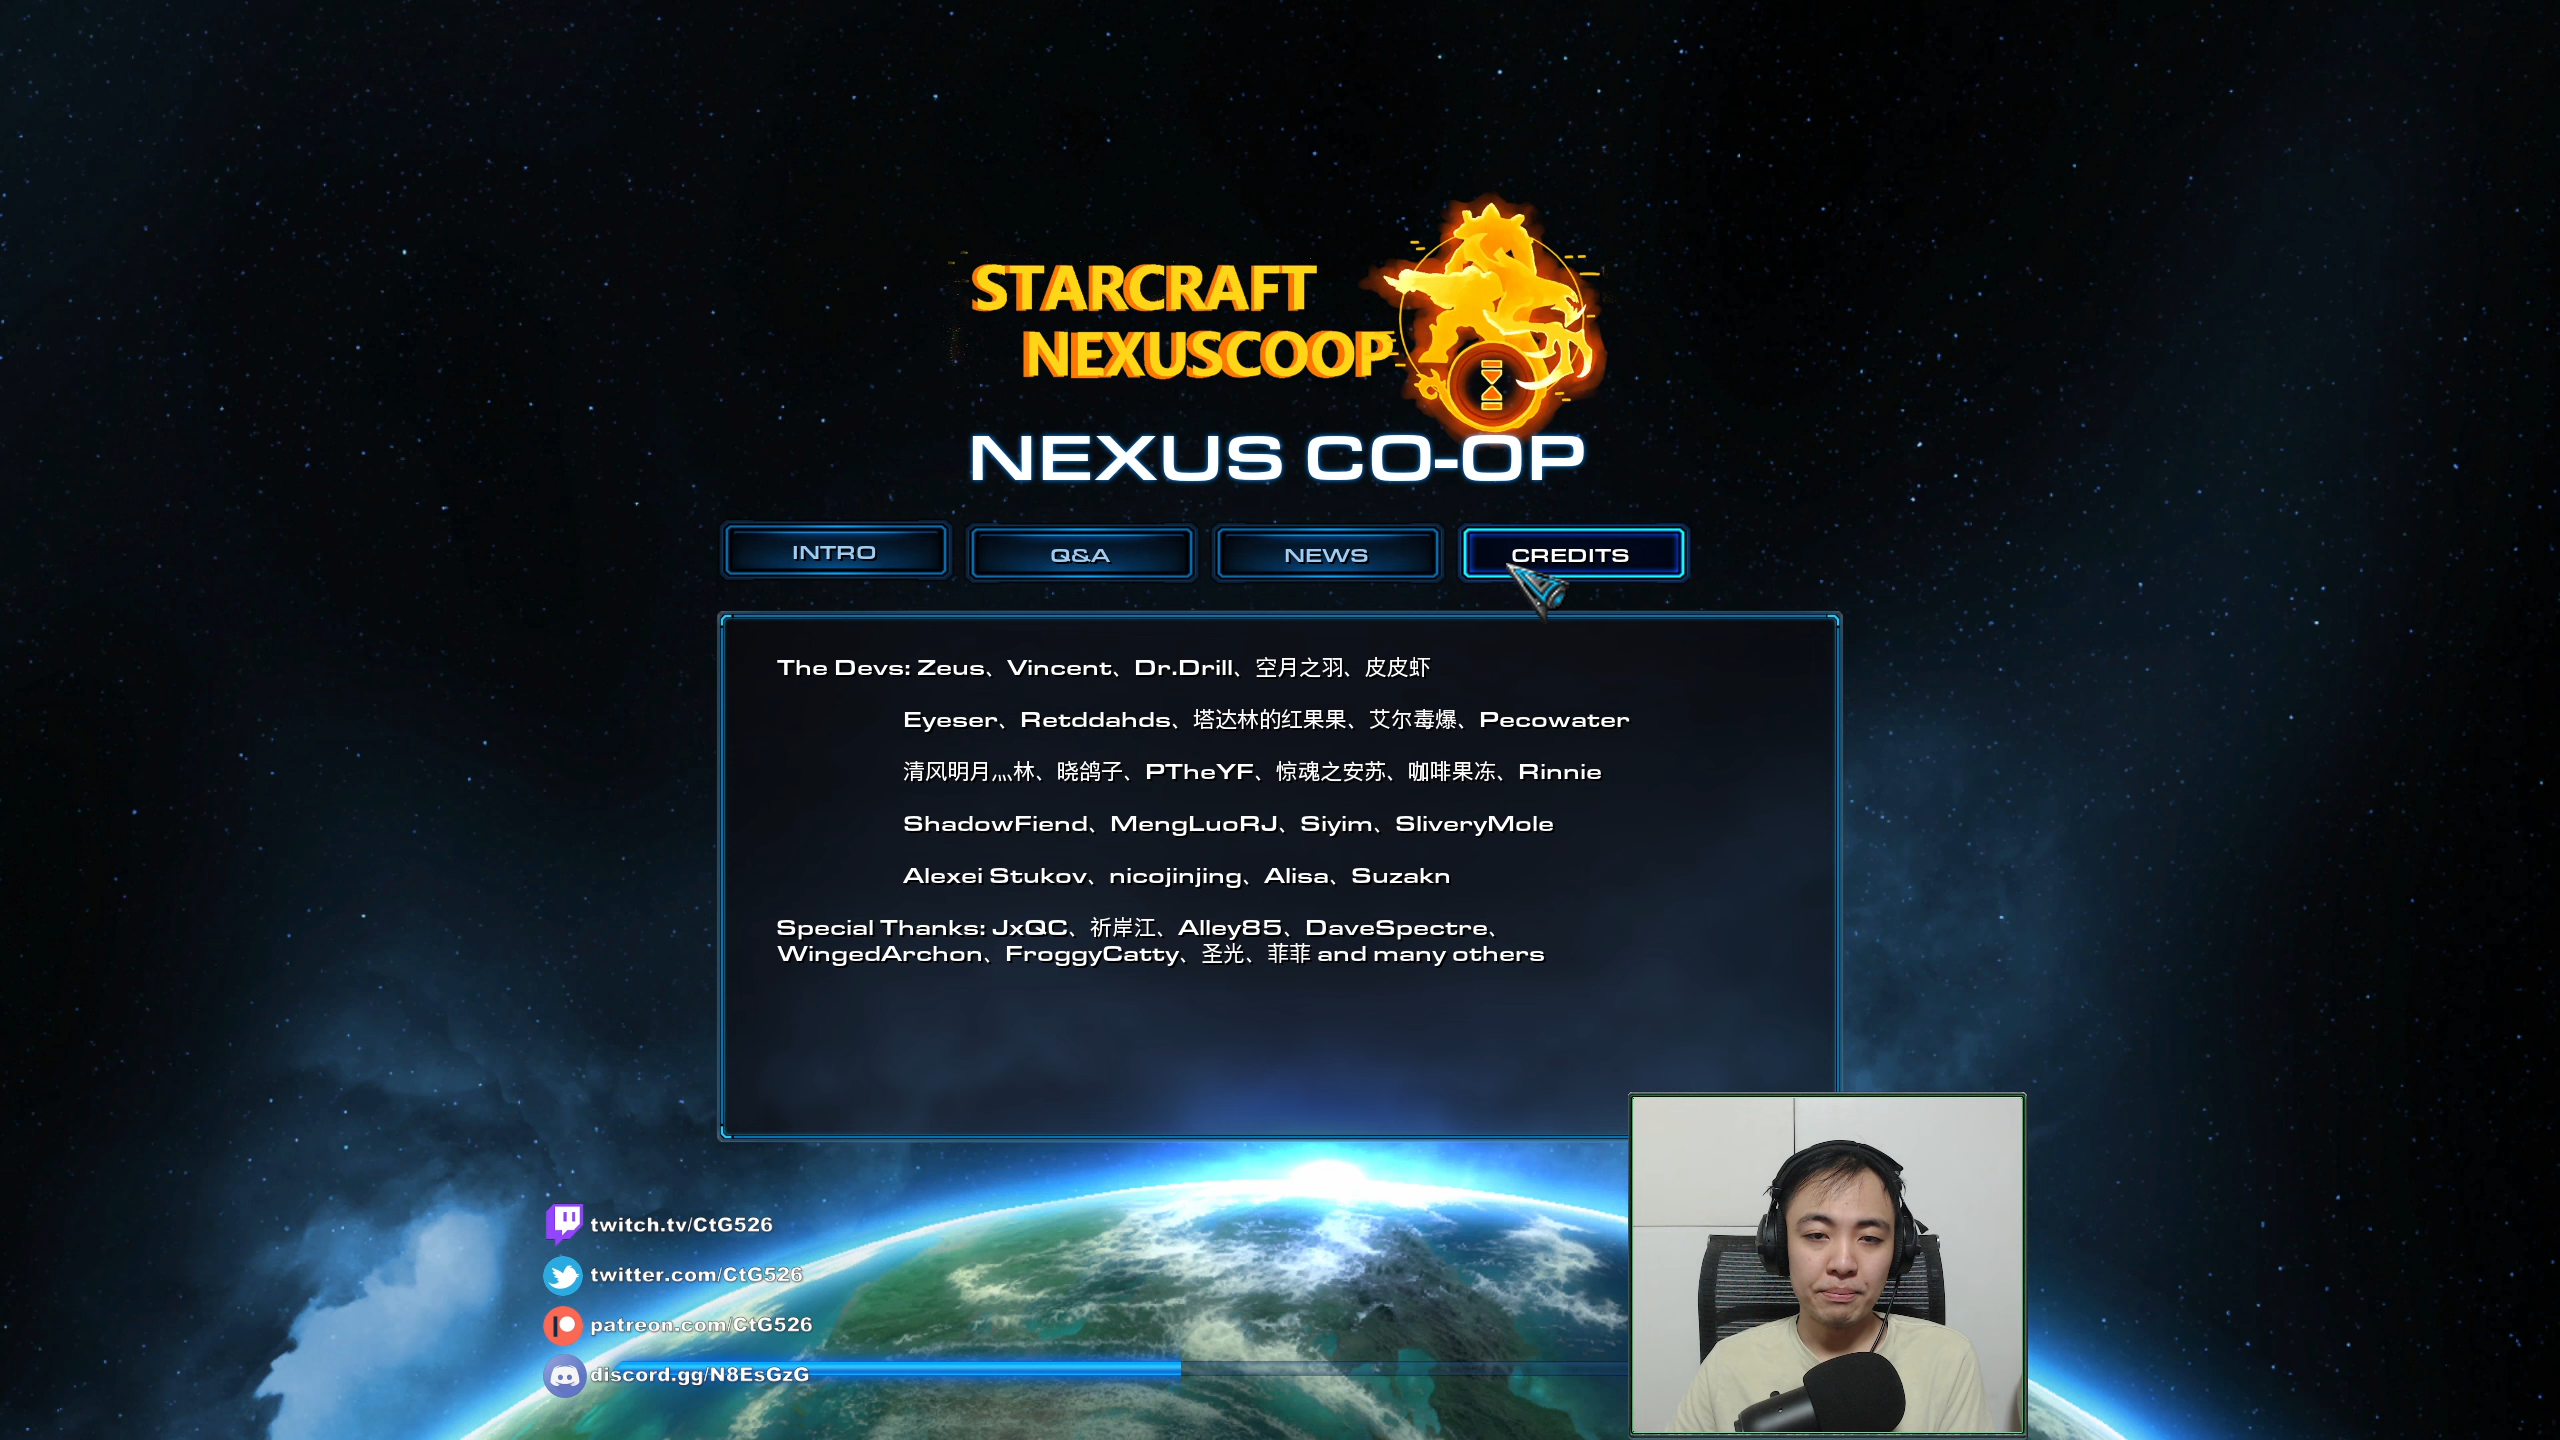 STARCRAFT
NEXUSCOOP
NEXUS CO-OP
INTRO
Q&A
NEWS
CREDITS
The Devs: Zeus、Vincent、Dr.Drill、空月之羽、皮皮虾
Eyeser、Retddahds、塔达林的红果果、艾尔毒爆、Pecowater
清风明月灬林、晓鸽子、PTheYF、惊魂之安苏、咖啡果冻、Rinnie
ShadowFiend、MengLuoRJ、Siyim、SliveryMole
Alexei Stukov、nicojinjing、Alisa、Suzakn
Special Thanks: JxQC、祈岸江、Alley85、DaveSpectre、
WingedArchon、FroggyCatty、圣光、菲菲 and many others
twitch.tv/CtG526
twitter.com/CtG526
patreon.com/CtG526
discord.gg/N8EsGzG